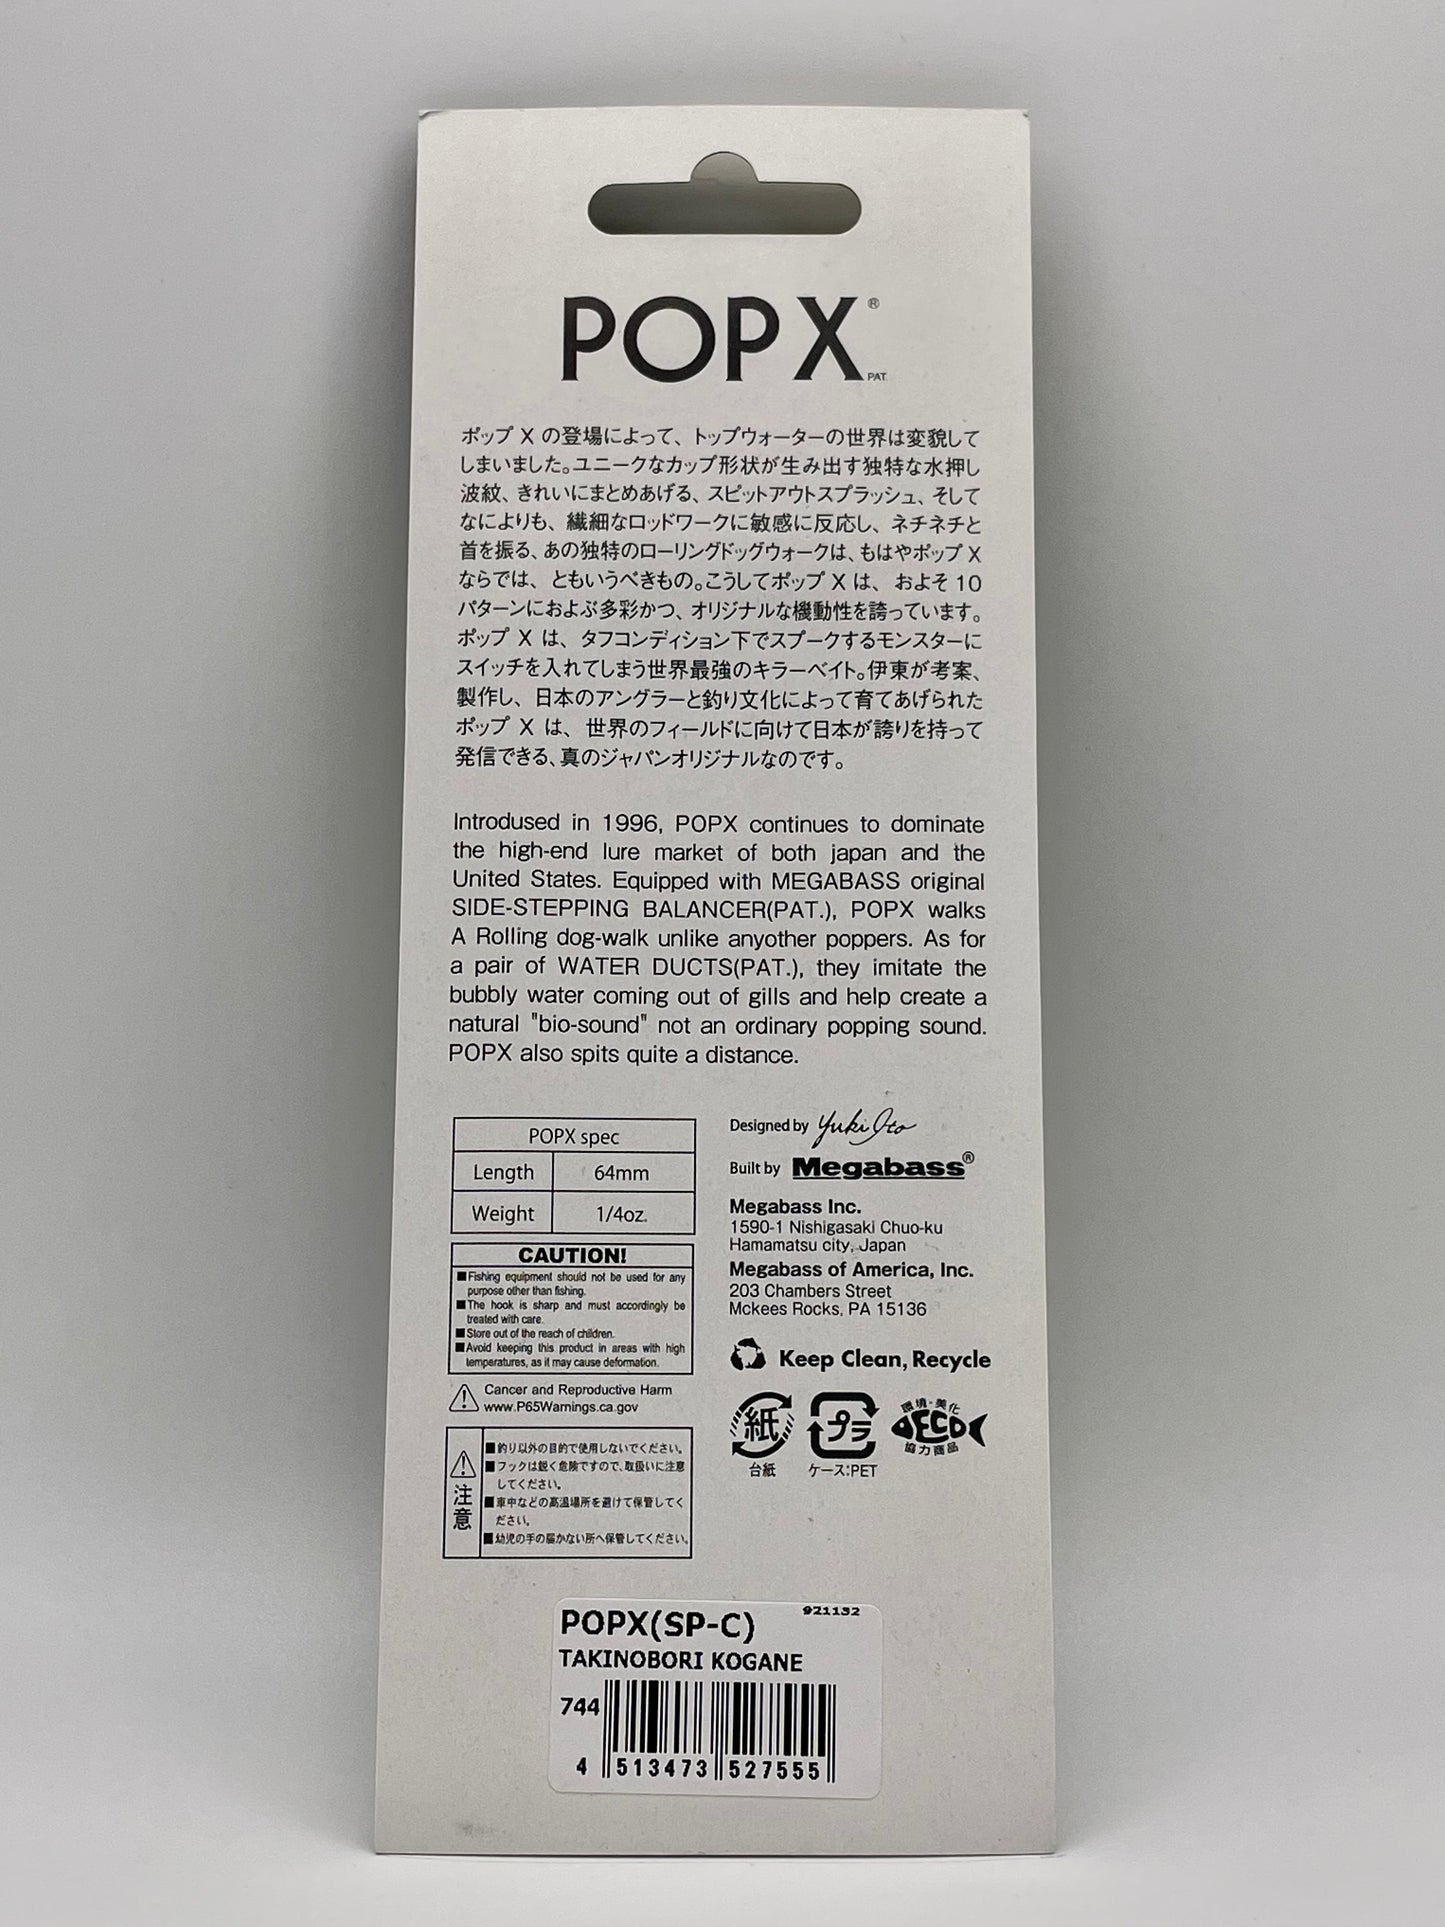 POPX®
PAT.
ポップ X の登場によって、トップウォーターの世界は変貌して
しまいました。ユニークなカップ形状が生み出す独特な水押し
波紋、きれいにまとめあげる、スピットアウトスプラッシュ、そして
なによりも、繊細なロッドワークに敏感に反応し、ネチネチと
首を振る、あの独特のローリングドッグウォークは、もはやポップ X
ならでは、ともいうべきもの。こうしてポップ X は、およそ 10
パターンにおよぶ多彩かつ、オリジナルな機動性を誇っています。
ポップ X は、タフコンディション下でスプークするモンスターに
スイッチを入れてしまう世界最強のキラーベイト。伊東が考案、
製作し、日本のアングラーと釣り文化によって育てあげられた
ポップ X は、世界のフィールドに向けて日本が誇りを持って
発信できる、真のジャパンオリジナルなのです。
Introdused in 1996, POPX continues to dominate
the high-end lure market of both japan and the
United States. Equipped with MEGABASS original
SIDE-STEPPING BALANCER(PAT.), POPX walks
A Rolling dog-walk unlike anyother poppers. As for
a pair of WATER DUCTS(PAT.), they imitate the
bubbly water coming out of gills and help create a
natural "bio-sound" not an ordinary popping sound.
POPX also spits quite a distance.
POPX spec
Length 64mm
Weight 1/4oz.
CAUTION!
■Fishing equipment should not be used for any
purpose other than fishing.
■The hook is sharp and must accordingly be
treated with care.
■Store out of the reach of children.
■Avoid keeping this product in areas with high
temperatures, as it may cause deformation.
Cancer and Reproductive Harm
www.P65Warnings.ca.gov
注意
■釣り以外の目的で使用しないでください。
■フックは鋭く危険ですので、取扱いに注意
してください。
■車中などの高温場所を避けて保管してく
ださい。
■幼児の手の届かない所へ保管してください。
Designed by Yuki Ito
Built by Megabass®
Megabass Inc.
1590-1 Nishigasaki Chuo-ku
Hamamatsu city, Japan
Megabass of America, Inc.
203 Chambers Street
Mckees Rocks, PA 15136
Keep Clean, Recycle
紙
台紙
プラ
ケース:PET
環境・美化
ECO
協力商品
921132
POPX(SP-C)
TAKINOBORI KOGANE
744
4 513473 527555